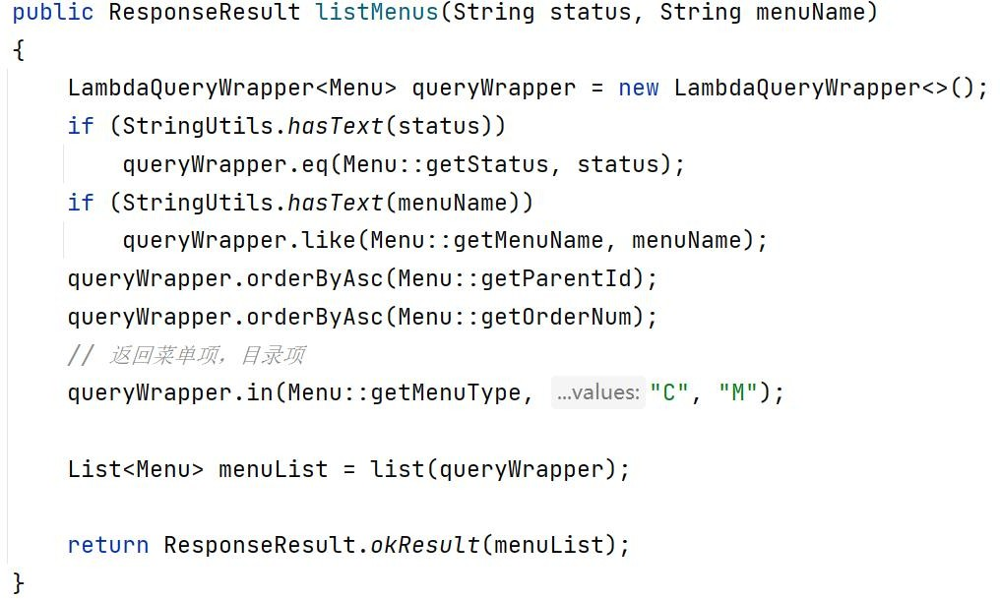 public ResponseResult listMenus(String status, String menuName)
{
    LambdaQueryWrapper<Menu> queryWrapper = new LambdaQueryWrapper<>();
    if (StringUtils.hasText(status))
        queryWrapper.eq(Menu::getStatus, status);
    if (StringUtils.hasText(menuName))
        queryWrapper.like(Menu::getMenuName, menuName);
    queryWrapper.orderByAsc(Menu::getParentId);
    queryWrapper.orderByAsc(Menu::getOrderNum);
    // 返回菜单项，目录项
    queryWrapper.in(Menu::getMenuType, ...values: "C", "M");
    List<Menu> menuList = list(queryWrapper);
    return ResponseResult.okResult(menuList);
}